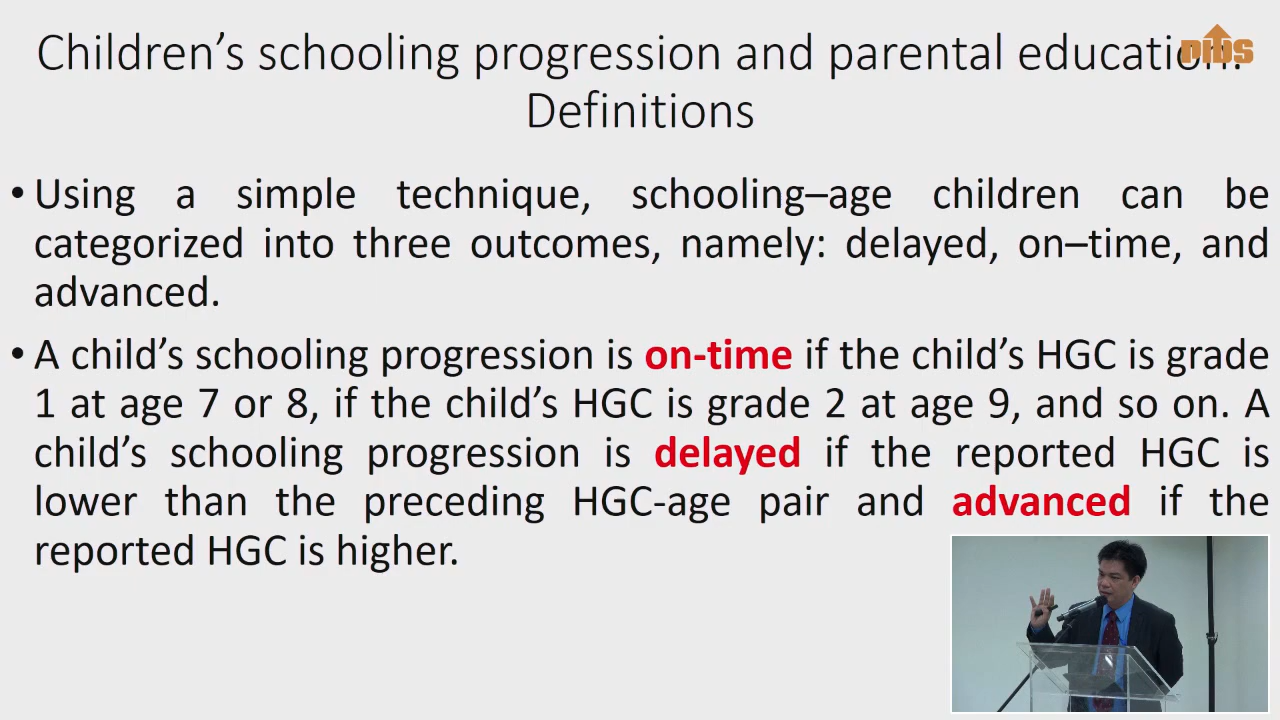 Children’s schooling progression and parental education:
Definitions
PIDS
• Using a simple technique, schooling–age children can be
categorized into three outcomes, namely: delayed, on–time, and
advanced.
• A child’s schooling progression is on-time if the child’s HGC is grade
1 at age 7 or 8, if the child’s HGC is grade 2 at age 9, and so on. A
child’s schooling progression is delayed if the reported HGC is
lower than the preceding HGC-age pair and advanced if the
reported HGC is higher.